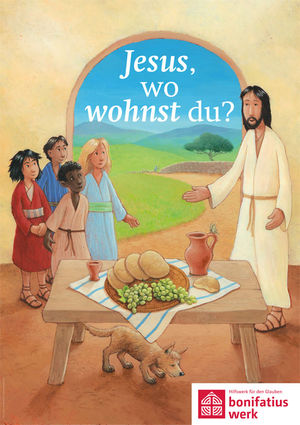 Jesus,
wo
wohnst du?
Hilfswerk für den Glauben
bonifatius
werk